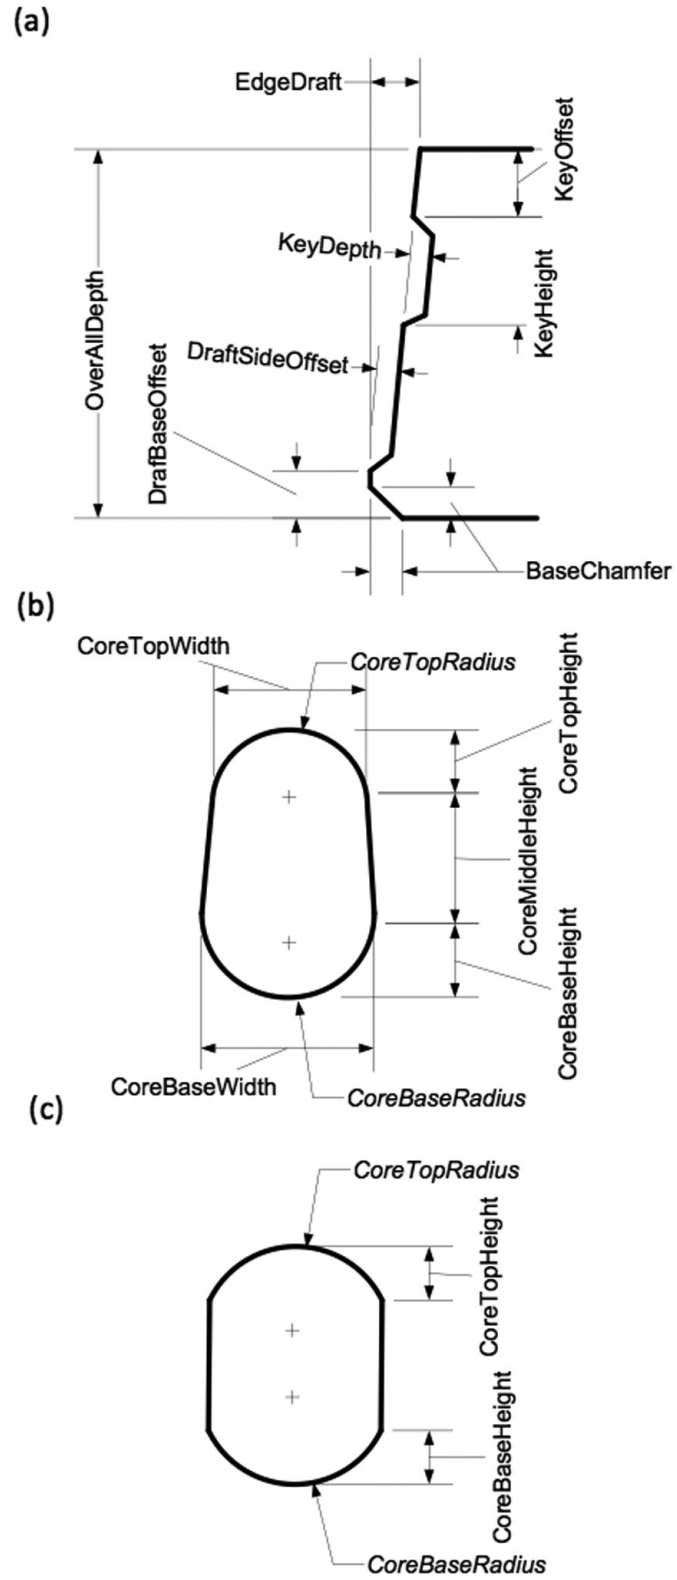 (a)
EdgeDraft
KeyOffset
KeyDepth
KeyHeight
OverAllDepth
DraftSideOffset
DrafBaseOffset
BaseChamfer
(b)
CoreTopWidth
CoreTopRadius
CoreTopHeight
CoreMiddleHeight
CoreBaseHeight
CoreBaseWidth
CoreBaseRadius
(c)
CoreTopRadius
CoreTopHeight
CoreBaseHeight
CoreBaseRadius